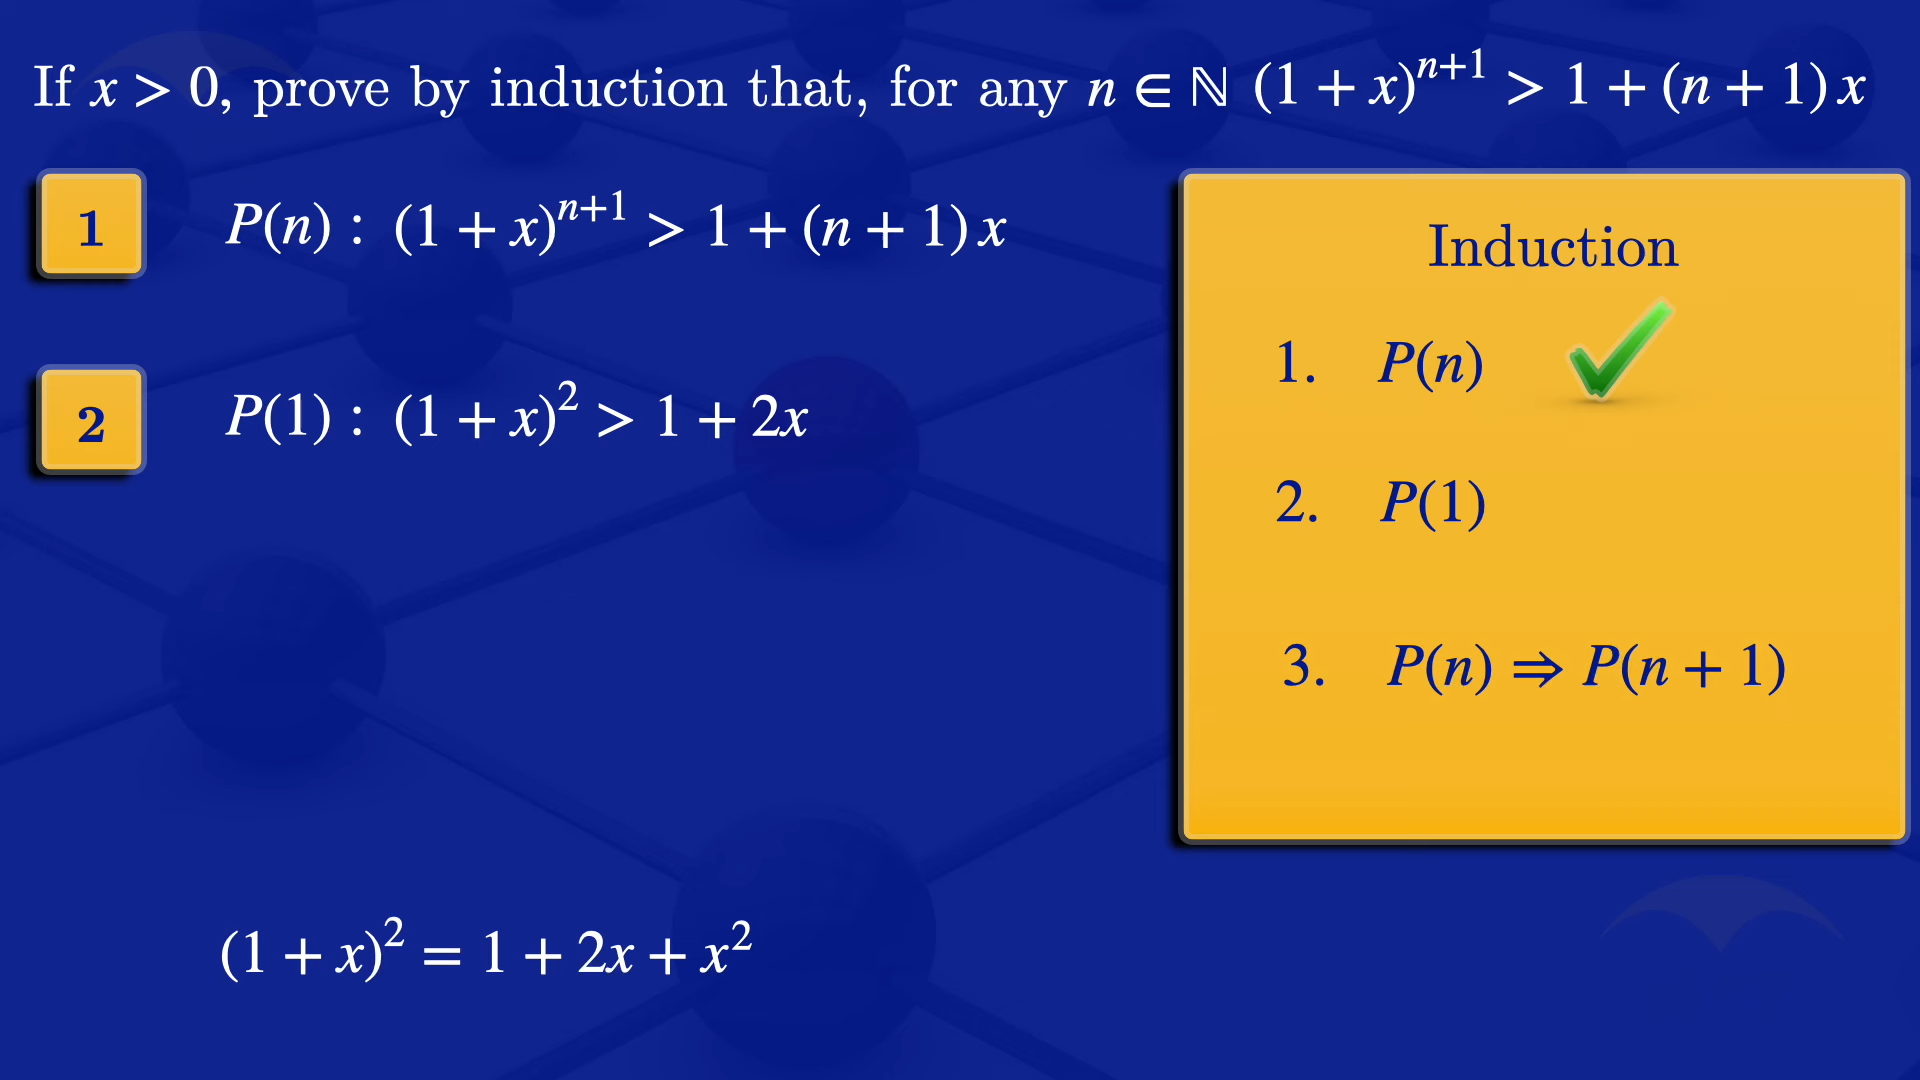 If x > 0, prove by induction that, for any n ∈ ℕ (1 + x)ⁿ⁺¹ > 1 + (n + 1) x
1 P(n) : (1 + x)ⁿ⁺¹ > 1 + (n + 1) x
2 P(1) : (1 + x)² > 1 + 2x
(1 + x)² = 1 + 2x + x²
Induction
1. P(n)
2. P(1)
3. P(n) ⇒ P(n + 1)